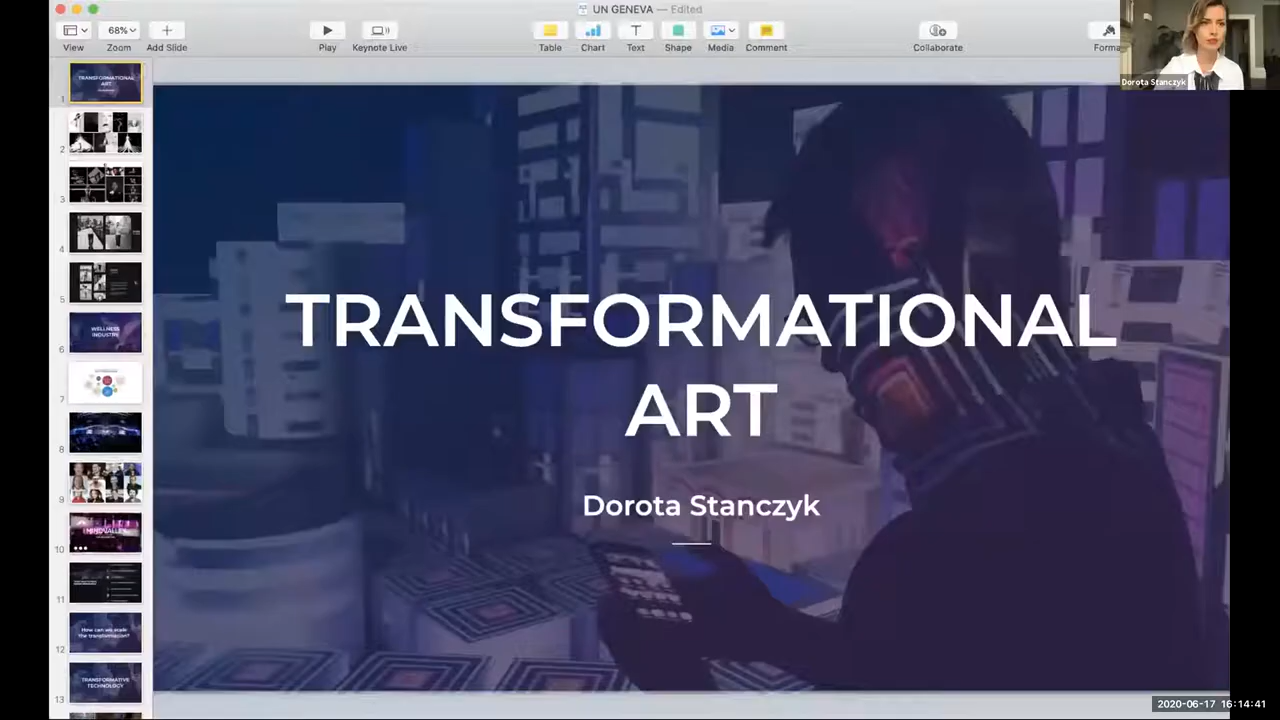 UN GENEVA — Edited
68%
View
Zoom
Add Slide
Play
Keynote Live
Table
Chart
Text
Shape
Media
Comment
Collaborate
Forma
Dorota Stanczyk
1
TRANSFORMATIONAL
ART
2
3
4
5
6
WELLNESS
INDUSTRY
7
8
9
10
MINDVALLEY
11
12
How can we scale
the transformation?
13
TRANSFORMATIVE
TECHNOLOGY
TRANSFORMATIONAL
ART
Dorota Stanczyk
2020-06-17 16:14:41